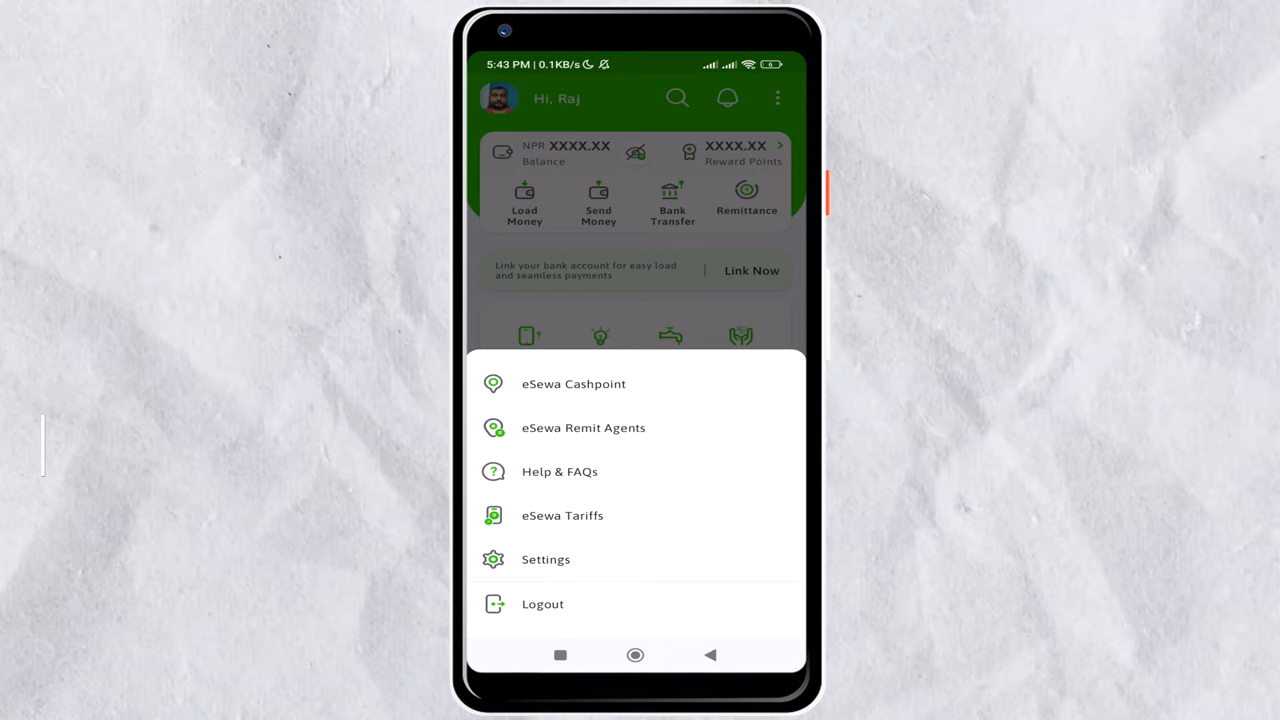 5:43 PM | 0.1KB/s
6
Hi, Raj
NPR XXXX.XX
Balance
XXXX.XX
Reward Points
Load Money
Send Money
Bank Transfer
Remittance
Link your bank account for easy load
and seamless payments
Link Now
eSewa Cashpoint
eSewa Remit Agents
Help & FAQs
eSewa Tariffs
Settings
Logout